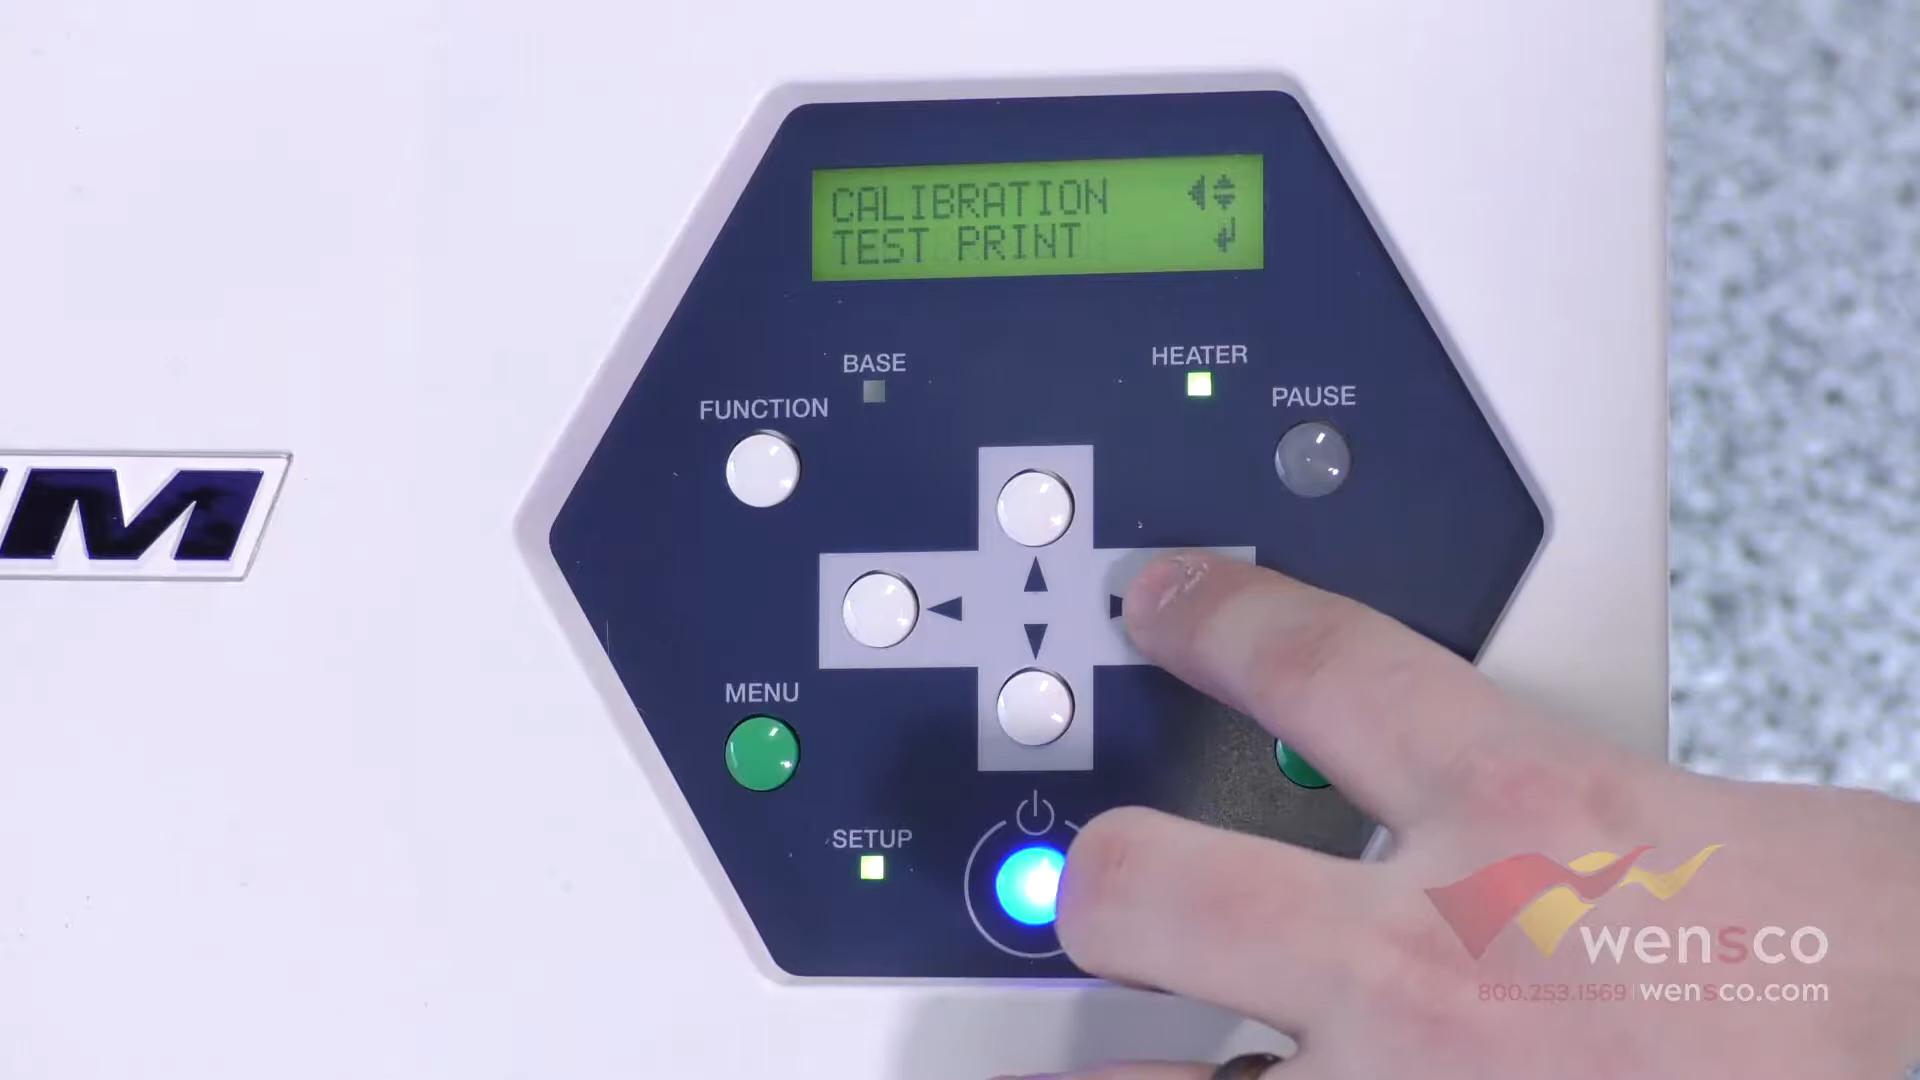 CALIBRATION
TEST PRINT
BASE
HEATER
FUNCTION
PAUSE
MENU
SETUP
wensco
800.253.1569 | wensco.com